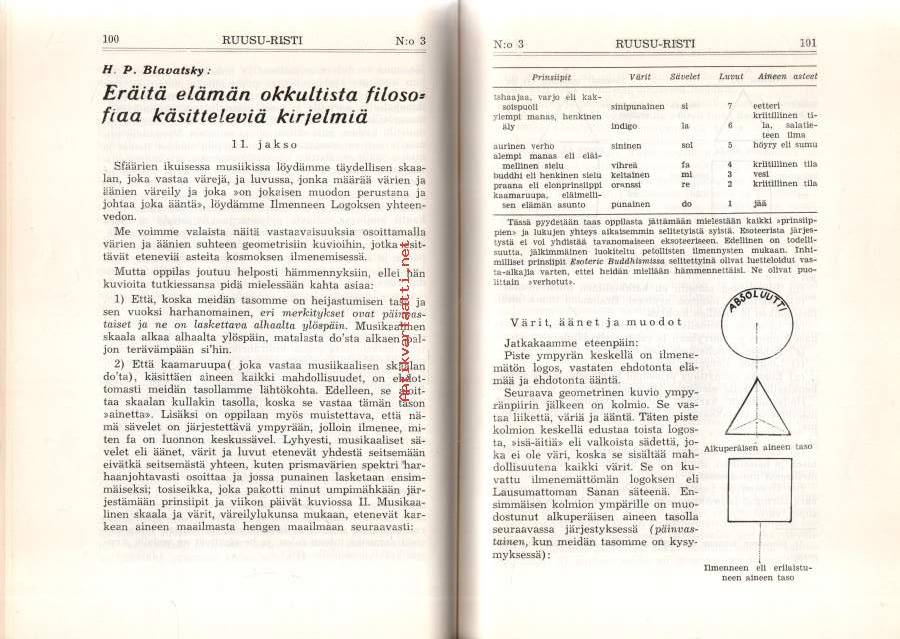 100 RUUSU-RISTI N:o 3
H. P. Blavatsky:
Eräitä elämän okkultista filoso-
fiaa käsitteleviä kirjelmiä
11. jakso
Sfäärien ikuisessa musiikissa löydämme täydellisen skaa-
lan, joka vastaa värejä, ja luvussa, jonka määrää värien ja
äänien väreily ja joka »on jokaisen muodon perustana ja
johtaa joka ääntä», löydämme Ilmenneen Logoksen yhteen-
vedon.
Me voimme valaista näitä vastaavaisuuksia osoittamalla
värien ja äänien suhteen geometrisiin kuvioihin, jotka esit-
tävät eteneviä asteita kosmoksen ilmenemisessä.
Mutta oppilas joutuu helposti hämmennyksiin, ellei hän
kuvioita tutkiessansa pidä mielessään kahta asiaa:
1) Että, koska meidän tasomme on heijastumisen taso ja
sen vuoksi harhanomainen, eri merkitykset ovat päinvas-
taiset ja ne on laskettava alhaalta ylöspäin. Musikaalinen
skaala alkaa alhaalta ylöspäin, matalasta do'sta alkaen pal-
jon terävämpään si'hin.
2) Että kaamaruupa( joka vastaa musiikaalisen skaalan
do'ta), käsittäen aineen kaikki mahdollisuudet, on ehdot-
tomasti meidän tasollamme lähtökohta. Edelleen, se aloit-
taa skaalan kullakin tasolla, koska se vastaa tämän tason
»ainetta». Lisäksi on oppilaan myös muistettava, että nä-
mä sävelet on järjestettävä ympyrään, jolloin ilmenee, mi-
ten fa on luonnon keskussävel. Lyhyesti, musikaaliset sä-
velet eli äänet, värit ja luvut etenevät yhdestä seitsemään
eivätkä seitsemästä yhteen, kuten prismavärien spektri har-
haanjohtavasti osoittaa ja jossa punainen lasketaan ensim-
mäiseksi; tosiseikka, joka pakotti minut umpimähkään jär-
jestämään prinsiipit ja viikon päivät kuviossa II. Musikaa-
linen skaala ja värit, väreilylukunsa mukaan, etenevät kar-
kean aineen maailmasta hengen maailmaan seuraavasti:
antikvariaatti.net
N:o 3 RUUSU-RISTI 101
Prinsiipit Värit Sävelet Luvut Aineen asteet
tshaajaa, varjo eli kak-
soispuoli sinipunainen si 7 eetteri
ylempi manas, henkinen kriitillinen ti-
äly indigo la 6 la, salatie-
teen ilma
aurinen verho sininen sol 5 höyry eli sumu
alempi manas eli eläi-
mellinen sielu vihreä fa 4 kriitillinen tila
buddhi eli henkinen sielu keltainen mi 3 vesi
praana eli elonprinsiippi oranssi re 2 kriitillinen tila
kaamaruupa, eläimelli-
sen elämän asunto punainen do 1 jää
Tässä pyydetään taas oppilasta jättämään mielestään kaikki »prinsiip-
pien» ja lukujen yhteys aikaisemmin selitetyistä syistä. Esoteerista järjes-
tystä ei voi yhdistää tavanomaiseen eksoteeriseen. Edellinen on todelli-
suutta, jälkimmäinen luokiteltu petollisten ilmennysten mukaan. Inhi-
milliset prinsiipit Esoteric Buddhismissa selitettyinä olivat luetteloidut vas-
ta-alkajia varten, ettei heidän mieliään hämmennettäisi. Ne olivat puo-
littain »verhotut».
Värit, äänet ja muodot
Jatkakaamme eteenpäin:
Piste ympyrän keskellä on ilmene-
mätön logos, vastaten ehdotonta elä-
mää ja ehdotonta ääntä.
Seuraava geometrinen kuvio ympy-
ränpiirin jälkeen on kolmio. Se vas-
taa liikettä, väriä ja ääntä. Täten piste
kolmion keskellä edustaa toista logos-
ta, »isä-äitiä» eli valkoista sädettä, jo-
ka ei ole väri, koska se sisältää mah-
dollisuutena kaikki värit. Se on ku-
vattu ilmenemättömän logoksen eli
Lausumattoman Sanan säteenä. En-
simmäisen kolmion ympärille on muo-
dostunut alkuperäisen aineen tasolla
seuraavassa järjestyksessä (päinvas-
tainen, kun meidän tasomme on kysy-
myksessä):
ABSOLUUTTI
Alkuperäisen aineen taso
Ilmenneen eli erilaistu-
neen aineen taso